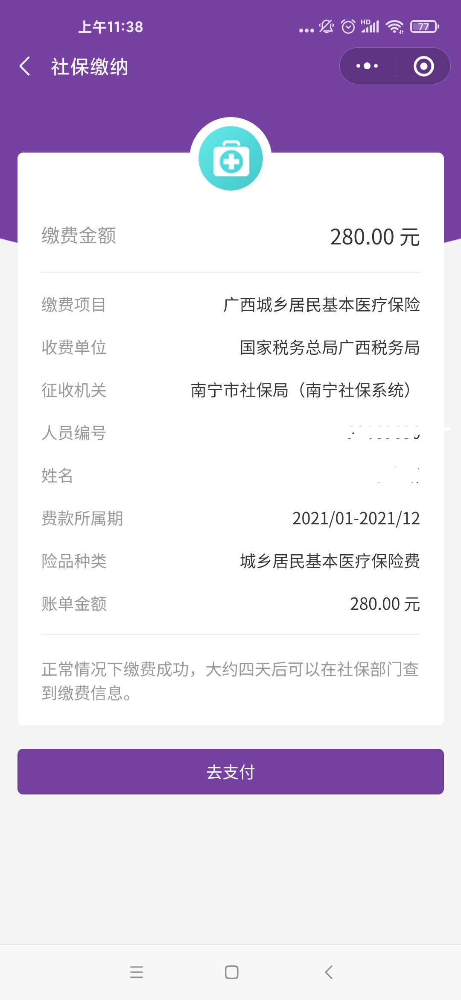 上午11:38
HD
77
社保缴纳
缴费金额 280.00 元
缴费项目 广西城乡居民基本医疗保险
收费单位 国家税务总局广西税务局
征收机关 南宁市社保局（南宁社保系统）
人员编号
姓名
费款所属期 2021/01-2021/12
险品种类 城乡居民基本医疗保险费
账单金额 280.00 元
正常情况下缴费成功，大约四天后可以在社保部门查
到缴费信息。
去支付